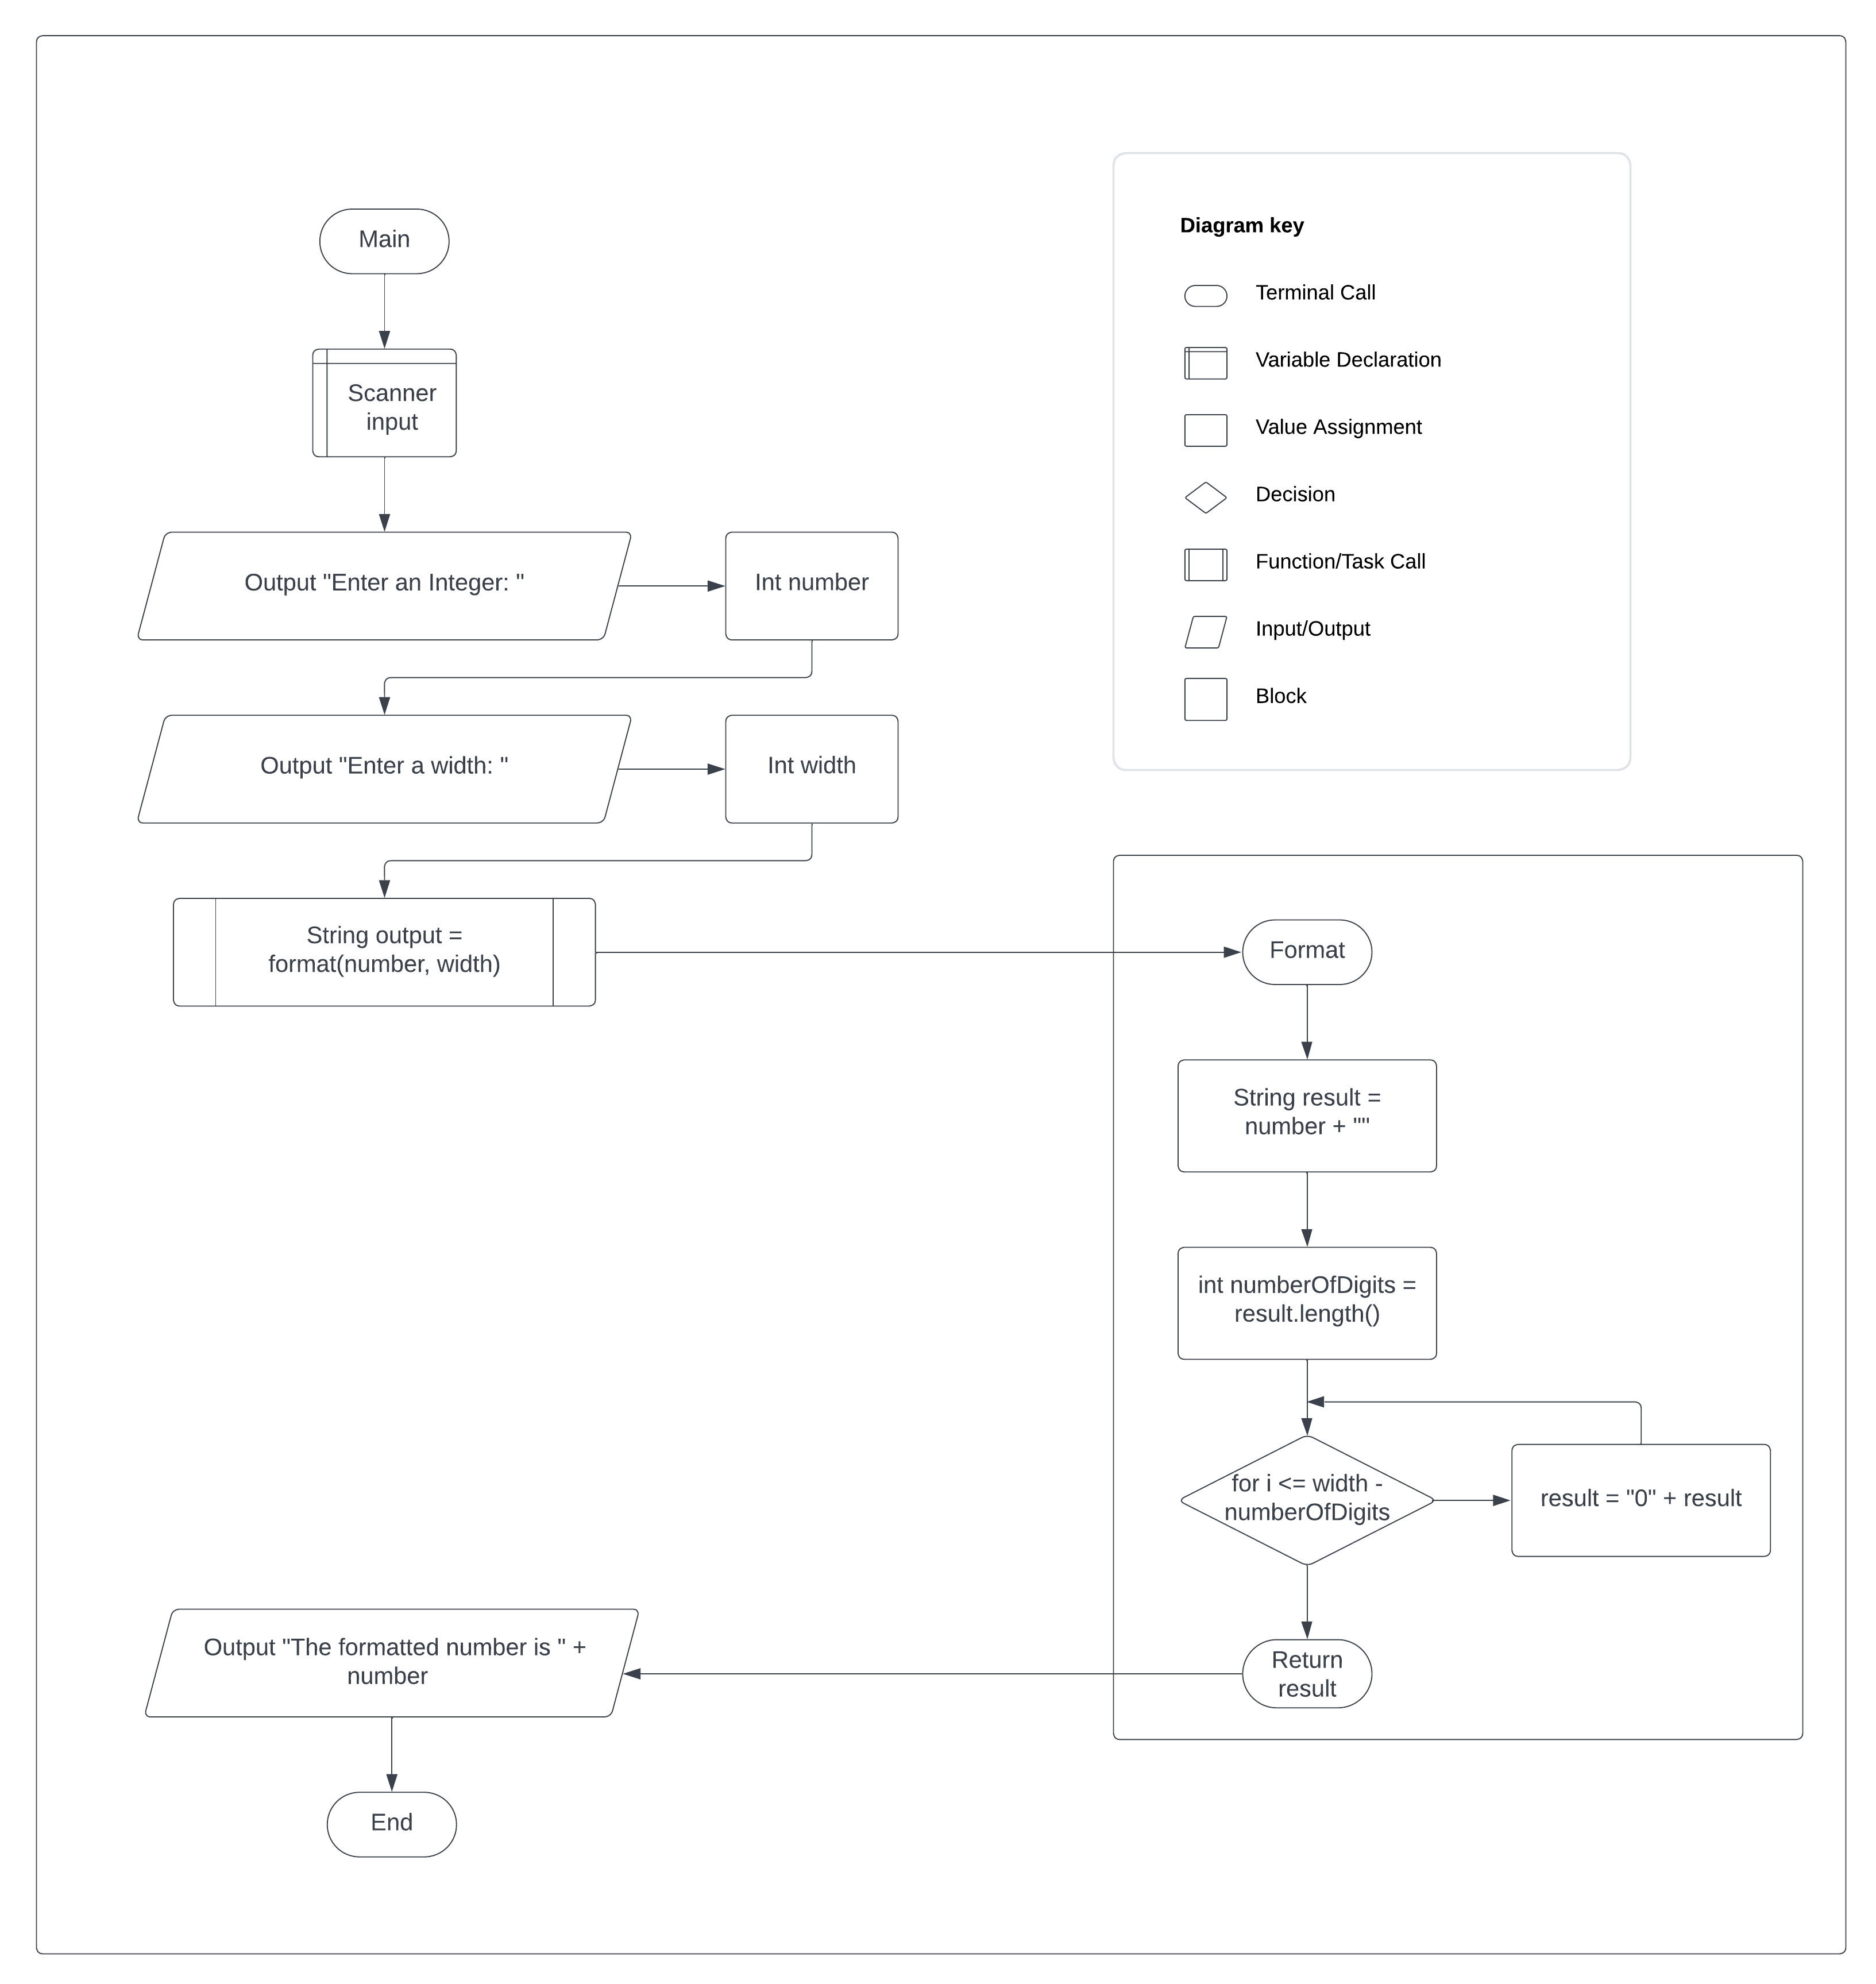 Main
Scanner
input
Output "Enter an Integer: "
Int number
Output "Enter a width: "
Int width
String output =
format(number, width)
Diagram key
Terminal Call
Variable Declaration
Value Assignment
Decision
Function/Task Call
Input/Output
Block
Format
String result =
number + ""
int numberOfDigits =
result.length()
for i <= width -
numberOfDigits
result = "0" + result
Return
result
Output "The formatted number is " +
number
End